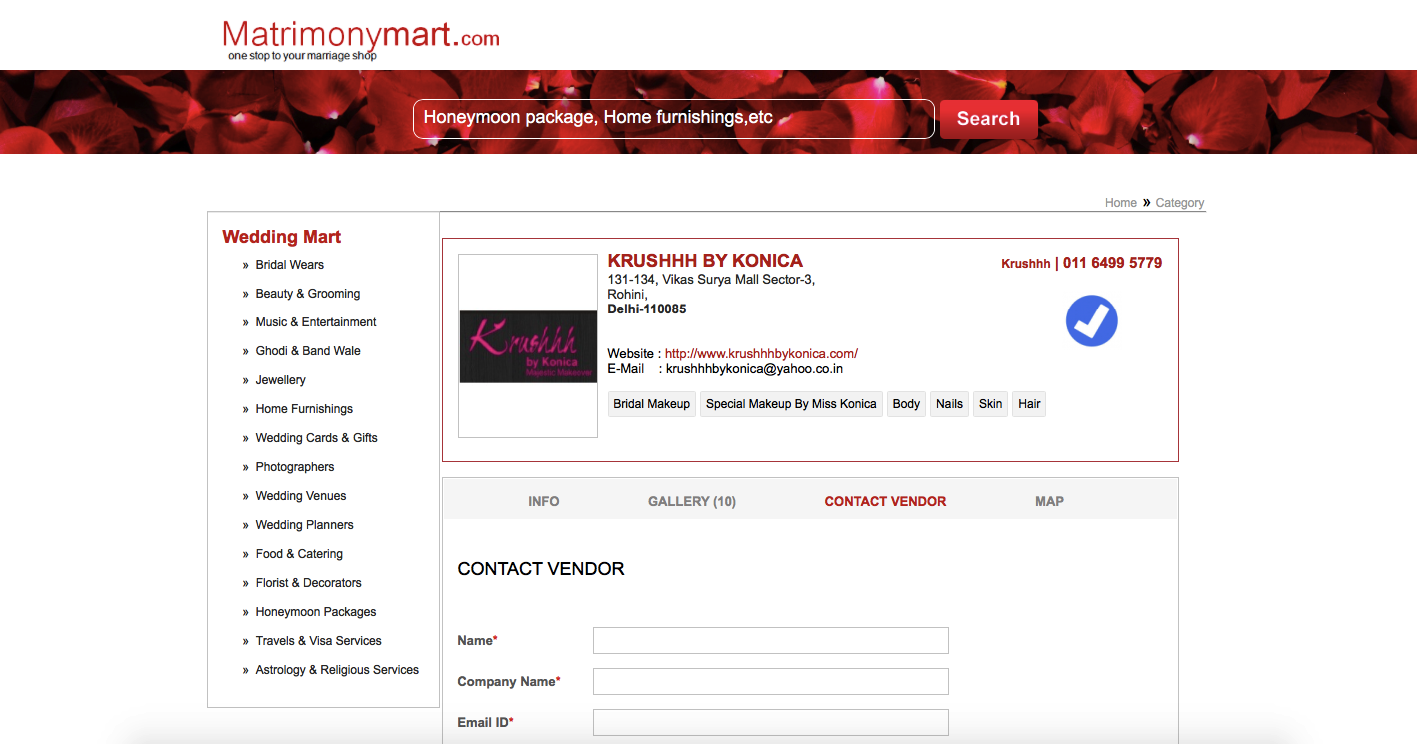 Matrimonymart.com
one stop to your marriage shop
Honeymoon package, Home furnishings,etc
Search
Home » Category
Wedding Mart
» Bridal Wears
» Beauty & Grooming
» Music & Entertainment
» Ghodi & Band Wale
» Jewellery
» Home Furnishings
» Wedding Cards & Gifts
» Photographers
» Wedding Venues
» Wedding Planners
» Food & Catering
» Florist & Decorators
» Honeymoon Packages
» Travels & Visa Services
» Astrology & Religious Services
Krushhh
by Konica
Majestic Makeover
KRUSHHH BY KONICA
131-134, Vikas Surya Mall Sector-3,
Rohini,
Delhi-110085
Website : http://www.krushhhbykonica.com/
E-Mail : krushhhbykonica@yahoo.co.in
Bridal Makeup Special Makeup By Miss Konica Body Nails Skin Hair
Krushhh | 011 6499 5779
INFO GALLERY (10) CONTACT VENDOR MAP
CONTACT VENDOR
Name*
Company Name*
Email ID*